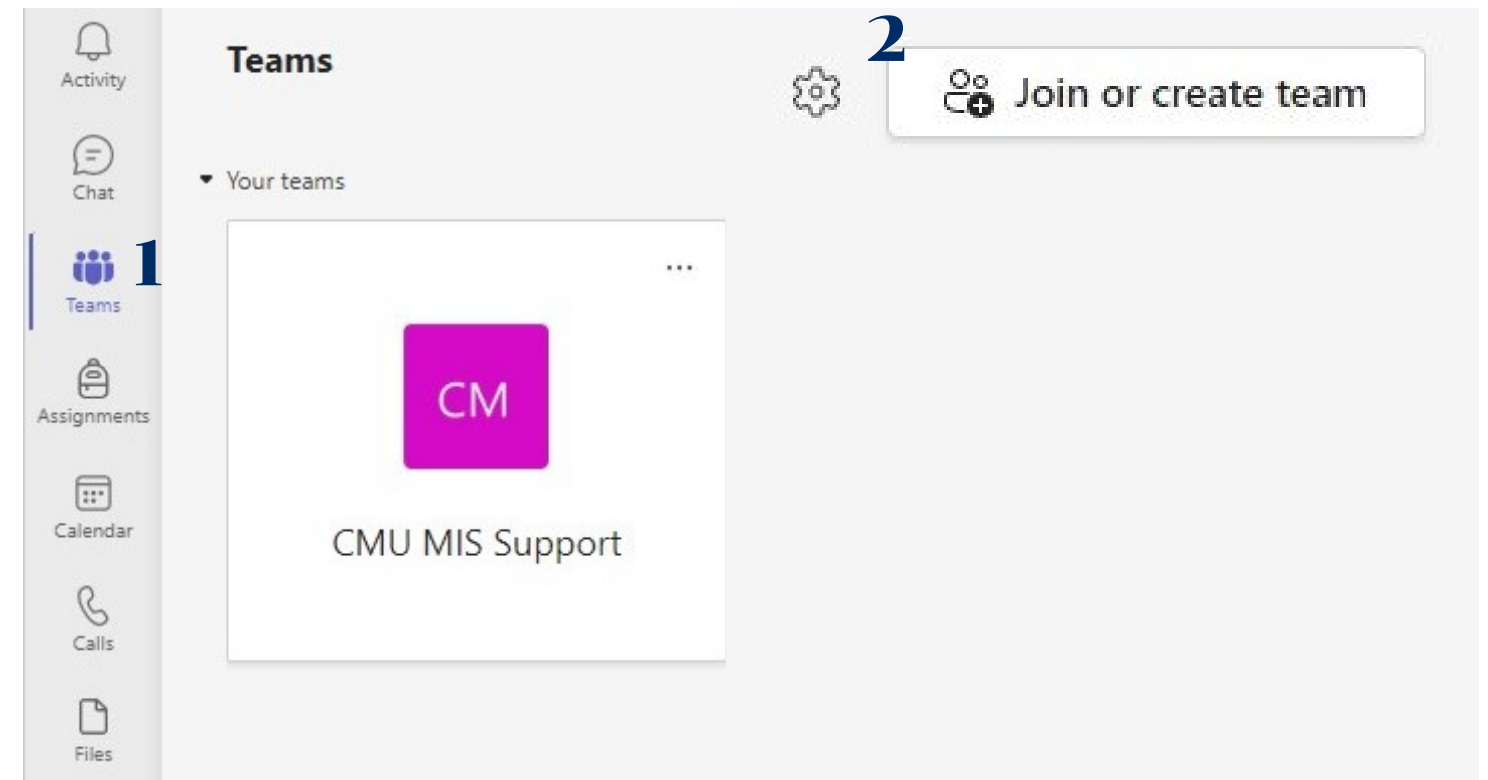 Activity
Chat
1
Teams
Assignments
Calendar
Calls
Files
Teams
2
Join or create team
Your teams
...
CM
CMU MIS Support